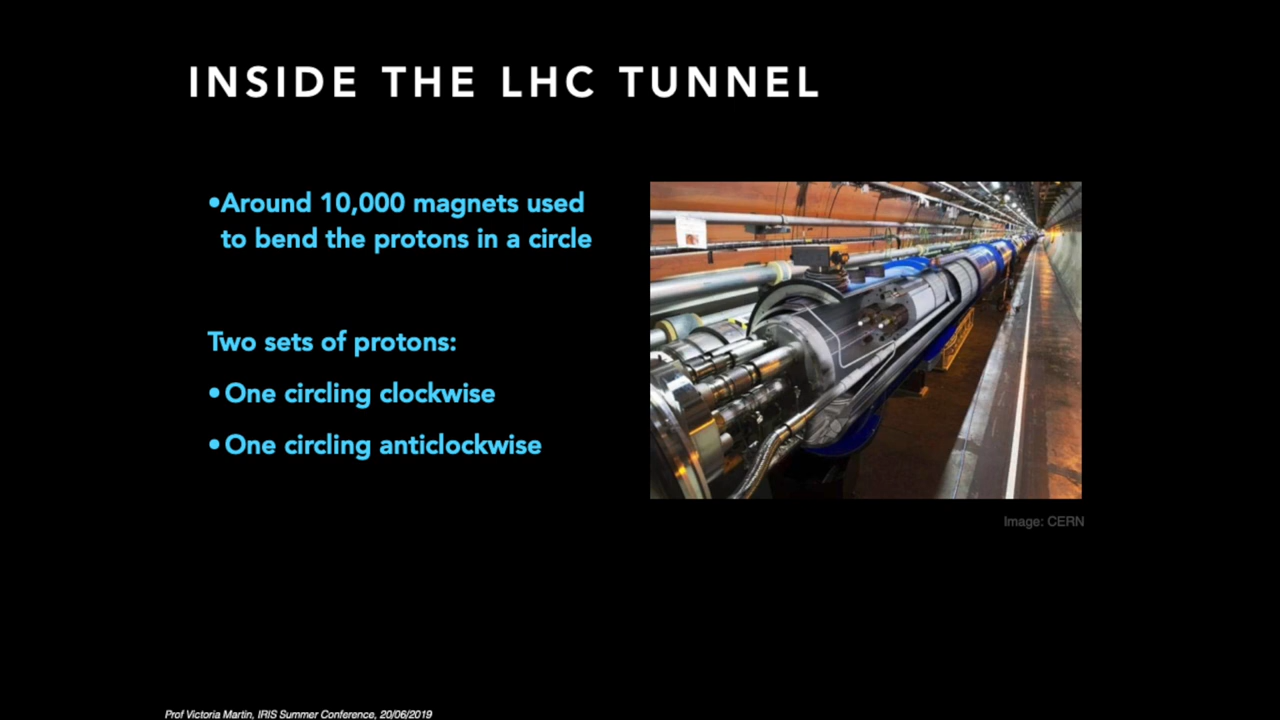 INSIDE THE LHC TUNNEL
•Around 10,000 magnets used
to bend the protons in a circle
Two sets of protons:
• One circling clockwise
• One circling anticlockwise
Image: CERN
Prof Victoria Martin, IRIS Summer Conference, 20/06/2019